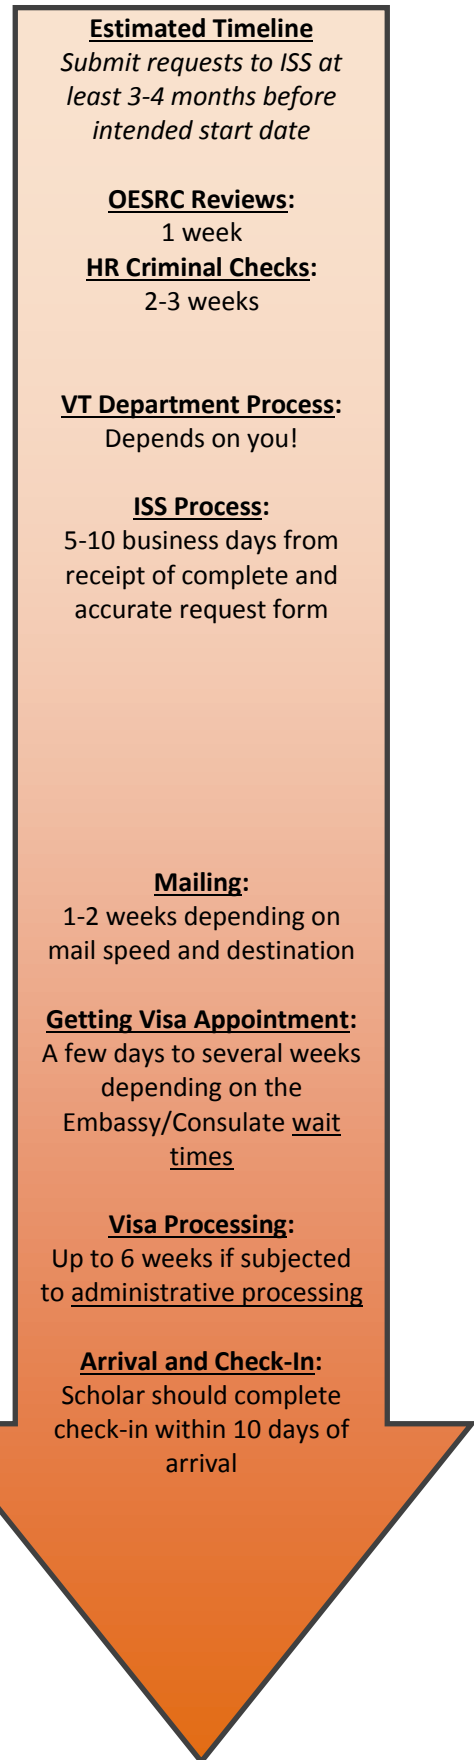 Estimated Timeline
Submit requests to ISS at
least 3-4 months before
intended start date
OESRC Reviews:
1 week
HR Criminal Checks:
2-3 weeks
VT Department Process:
Depends on you!
ISS Process:
5-10 business days from
receipt of complete and
accurate request form
Mailing:
1-2 weeks depending on
mail speed and destination
Getting Visa Appointment:
A few days to several weeks
depending on the
Embassy/Consulate wait
times
Visa Processing:
Up to 6 weeks if subjected
to administrative processing
Arrival and Check-In:
Scholar should complete
check-in within 10 days of
arrival